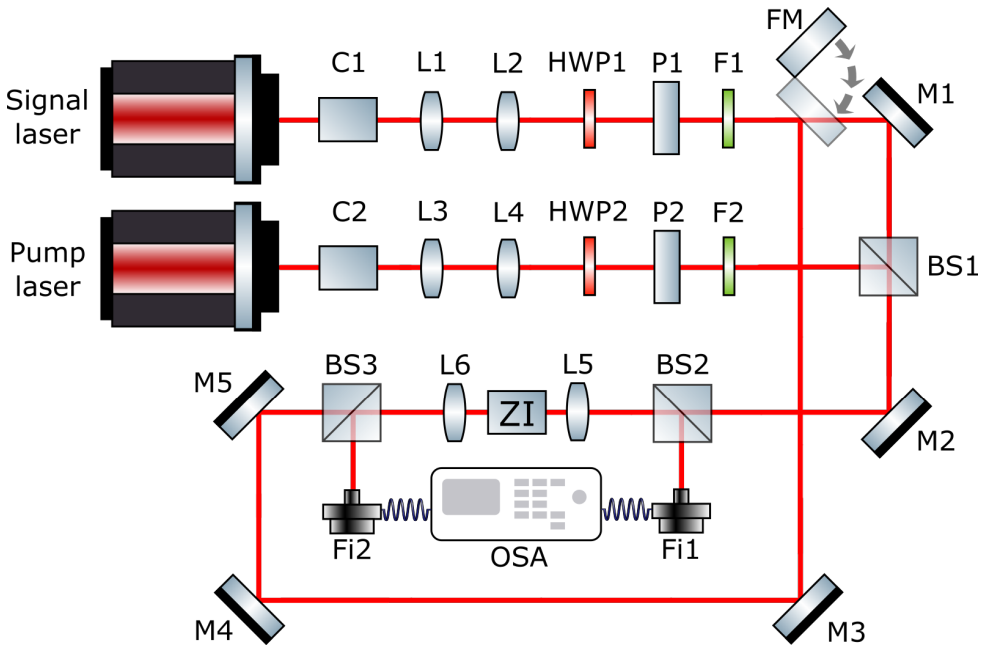 FM
C1 L1 L2 HWP1 P1 F1
M1
Signal
laser
C2 L3 L4 HWP2 P2 F2
Pump
laser
BS1
M5
BS3 L6 L5 BS2
ZI
M2
Fi2 OSA Fi1
M4
M3